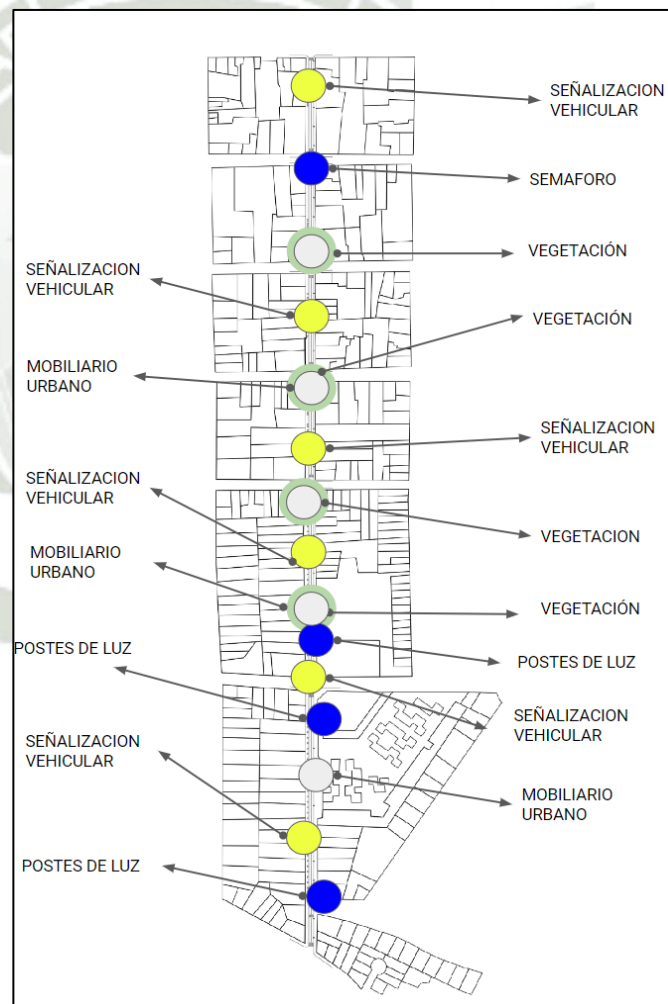 SEÑALIZACION
VEHICULAR
SEMAFORO
VEGETACIÓN
SEÑALIZACION
VEHICULAR
VEGETACIÓN
MOBILIARIO
URBANO
SEÑALIZACION
VEHICULAR
SEÑALIZACION
VEHICULAR
VEGETACION
MOBILIARIO
URBANO
VEGETACIÓN
POSTES DE LUZ
POSTES DE LUZ
SEÑALIZACION
VEHICULAR
SEÑALIZACION
VEHICULAR
MOBILIARIO
URBANO
POSTES DE LUZ